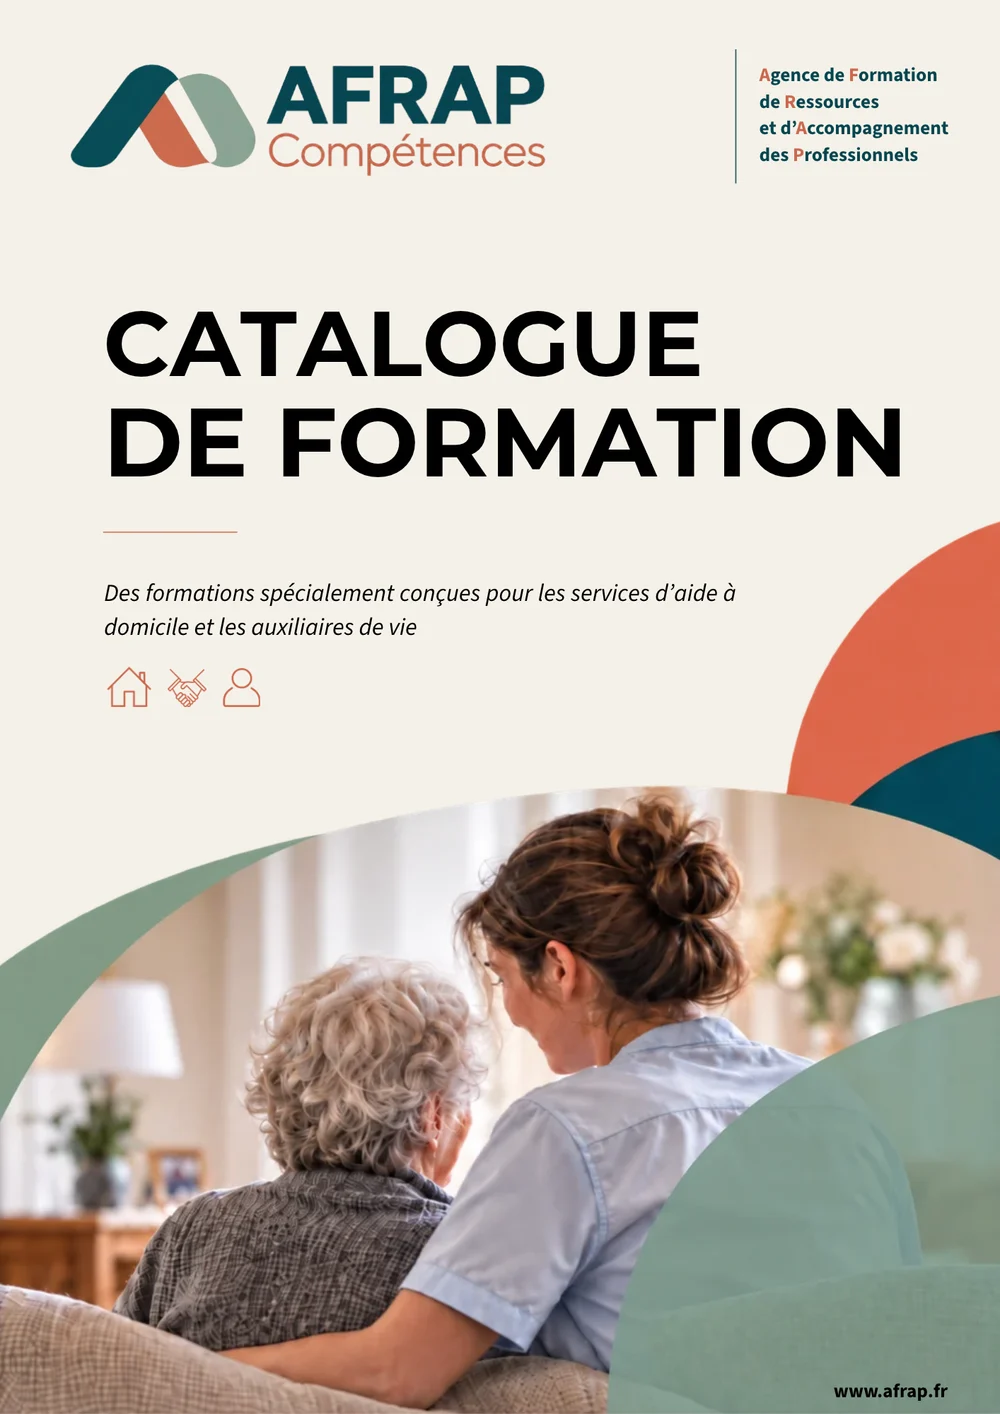 AFRAP
Compétences
Agence de Formation
de Ressources
et d’Accompagnement
des Professionnels
CATALOGUE
DE FORMATION
Des formations spécialement conçues pour les services d’aide à
domicile et les auxiliaires de vie
www.afrap.fr